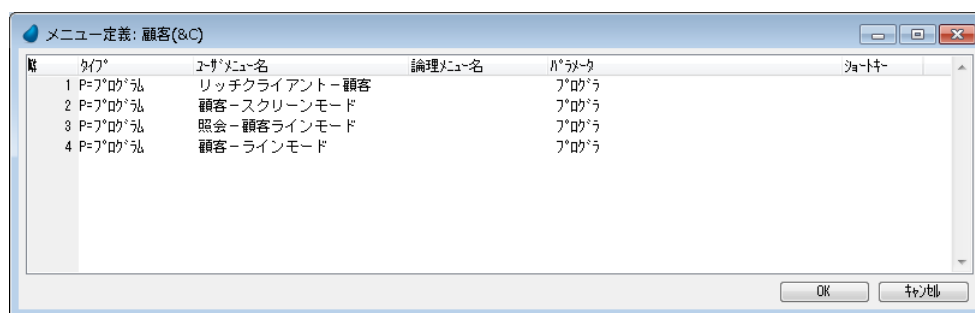 メニュー定義: 顧客(&C)
ﾀｲﾌﾟ ﾕｰｻﾞﾒﾆｭｰ名 論理ﾒﾆｭｰ名 ﾊﾟﾗﾒｰﾀ ｼｮｰﾄｷｰ
1 P=ﾌﾟﾛｸﾞﾗﾑ リッチクライアント－顧客 ﾌﾟﾛｸﾞﾗ
2 P=ﾌﾟﾛｸﾞﾗﾑ 顧客－スクリーンモード ﾌﾟﾛｸﾞﾗ
3 P=ﾌﾟﾛｸﾞﾗﾑ 照会－顧客ラインモード ﾌﾟﾛｸﾞﾗ
4 P=ﾌﾟﾛｸﾞﾗﾑ 顧客－ラインモード ﾌﾟﾛｸﾞﾗ
OK ｷｬﾝｾﾙ